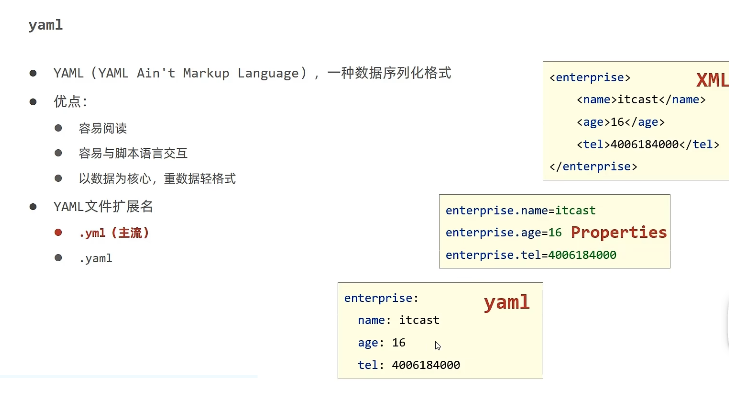 yaml
YAML（YAML Ain't Markup Language）, 一种数据序列化格式
优点：
容易阅读
容易与脚本语言交互
以数据为核心，重数据轻格式
YAML文件扩展名
.yml（主流）
.yaml
<enterprise>
<name>itcast</name>
<age>16</age>
<tel>4006184000</tel>
</enterprise>
XML
enterprise.name=itcast
enterprise.age=16
enterprise.tel=4006184000
Properties
enterprise:
name: itcast
age: 16
tel: 4006184000
yaml